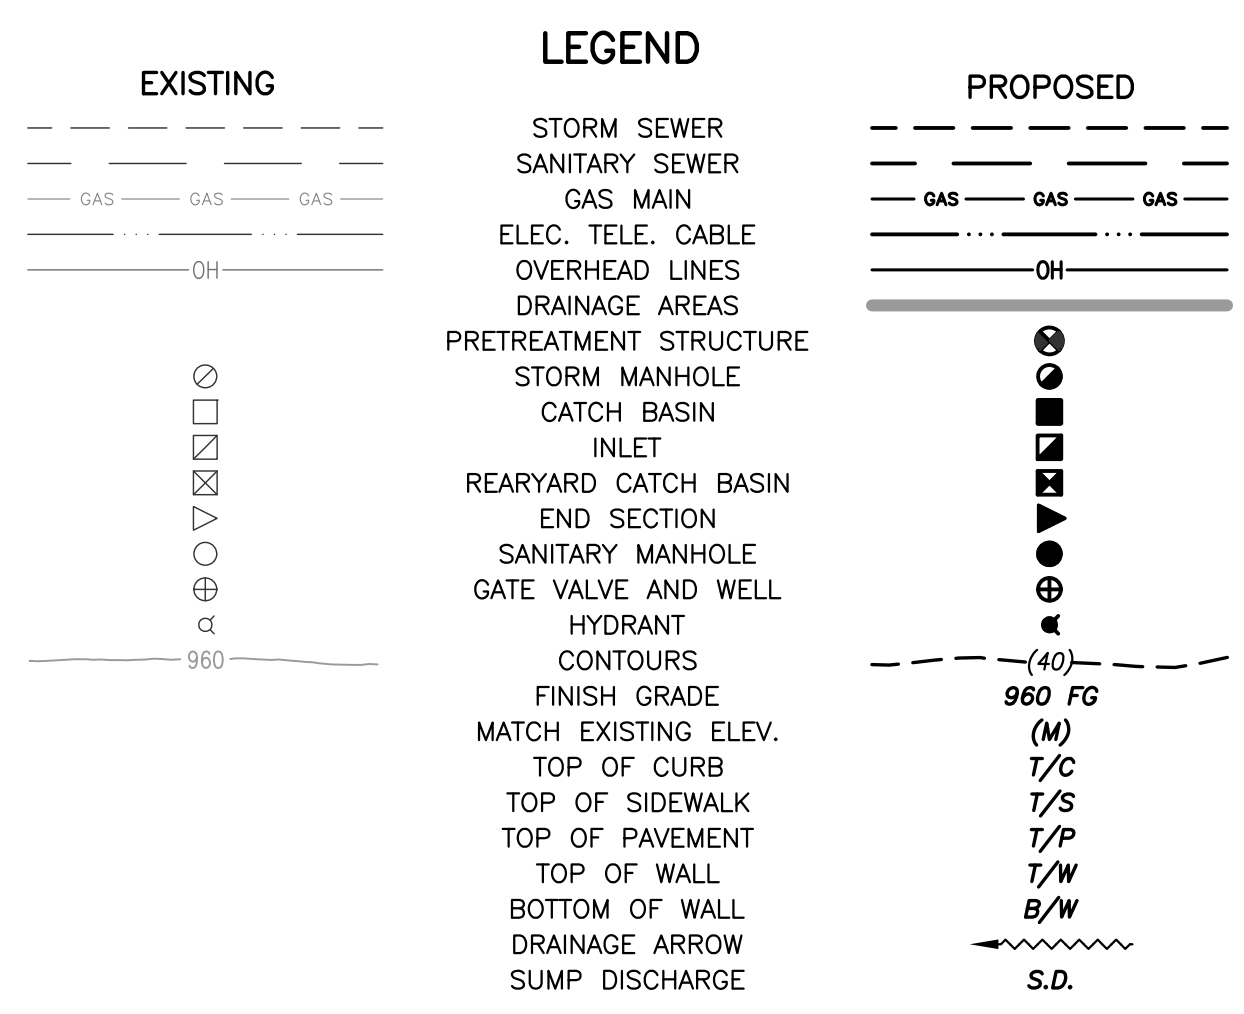 LEGEND
EXISTING PROPOSED
STORM SEWER
SANITARY SEWER
GAS GAS GAS GAS MAIN GAS GAS GAS
ELEC. TELE. CABLE
OH OVERHEAD LINES OH
DRAINAGE AREAS
PRETREATMENT STRUCTURE
STORM MANHOLE
CATCH BASIN
INLET
REARYARD CATCH BASIN
END SECTION
SANITARY MANHOLE
GATE VALVE AND WELL
HYDRANT
960 CONTOURS (40)
FINISH GRADE 960 FG
MATCH EXISTING ELEV. (M)
TOP OF CURB T/C
TOP OF SIDEWALK T/S
TOP OF PAVEMENT T/P
TOP OF WALL T/W
BOTTOM OF WALL B/W
DRAINAGE ARROW
SUMP DISCHARGE S.D.